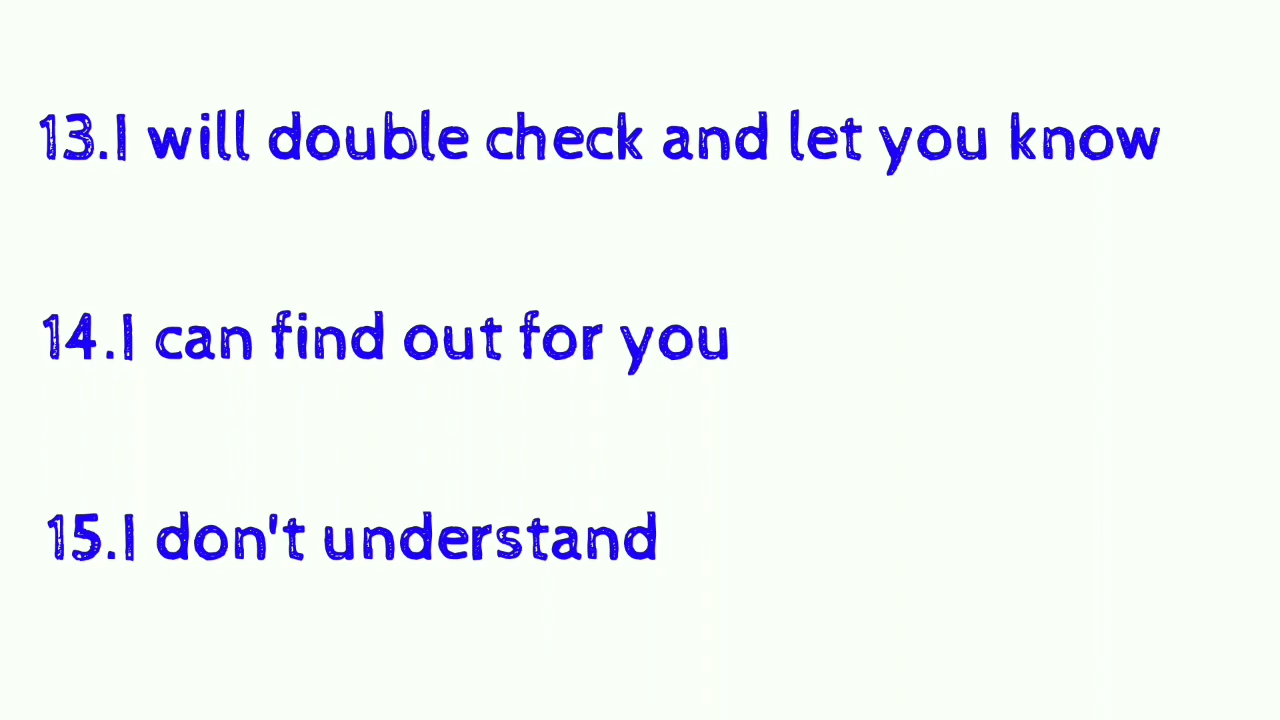 13.I will double check and let you know
14.I can find out for you
15.I don't understand